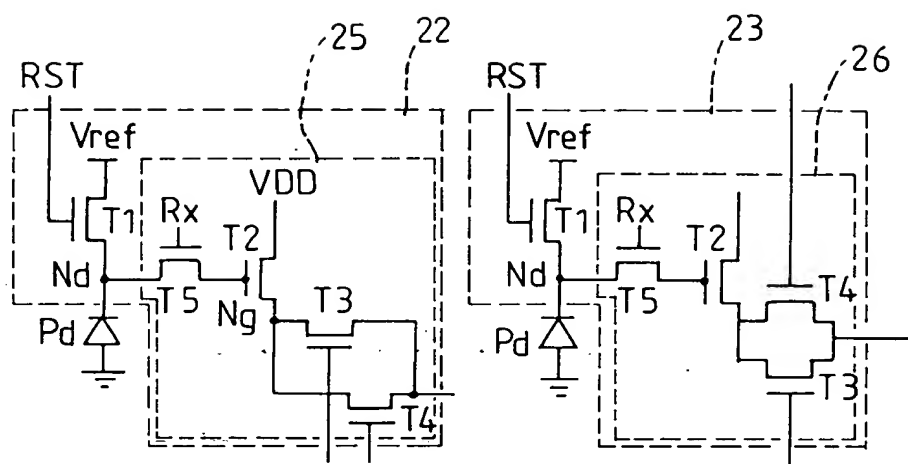 25 22 23
RST RST 26
Vref Vref
VDD
T1 Rx T2 T1 Rx T2
Nd T3 Nd T4
T5 Ng T5
Pd Pd
T4 T3